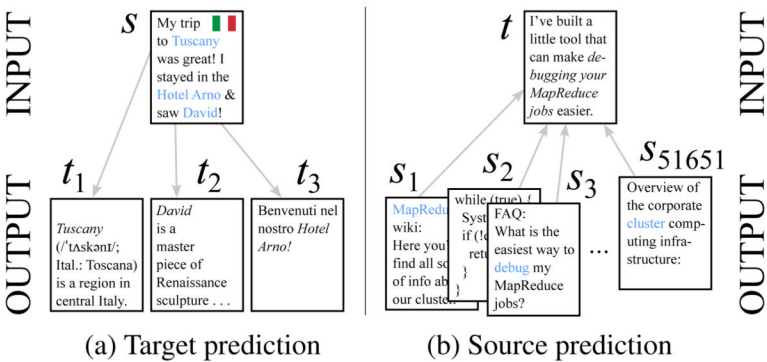 INPUT
OUTPUT
s
My trip
to Tuscany
was great! I
stayed in the
Hotel Arno &
saw David!
t1
Tuscany
(/ˈtʌskənɪ/;
Ital.: Toscana)
is a region in
central Italy.
t2
David
is a
master
piece of
Renaissance
sculpture . . .
t3
Benvenuti nel
nostro Hotel
Arno!
(a) Target prediction
t
I've built a
little tool that
can make de-
bugging your
MapReduce
jobs easier.
s1
MapRedu
wiki:
Here you'
find all so
of info ab
our cluster
s2
while (true) {
Syst
if (!e
retu
}
}
s3
FAQ:
What is the
easiest way to
debug my
MapReduce
jobs?
...
s51651
Overview of
the corporate
cluster comp-
uting infra-
structure:
(b) Source prediction
INPUT
OUTPUT